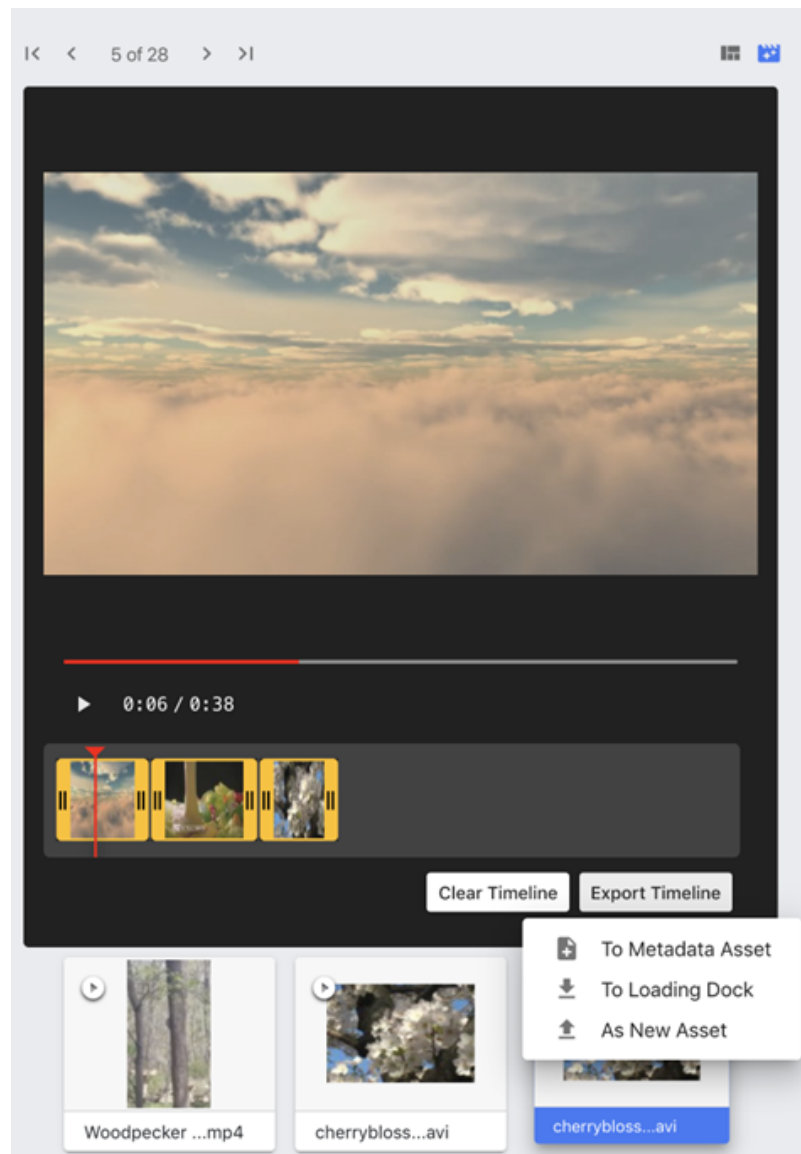 5 of 28
0:06 / 0:38
Clear Timeline
Export Timeline
To Metadata Asset
To Loading Dock
As New Asset
Woodpecker ...mp4
cherrybloss...avi
cherrybloss...avi